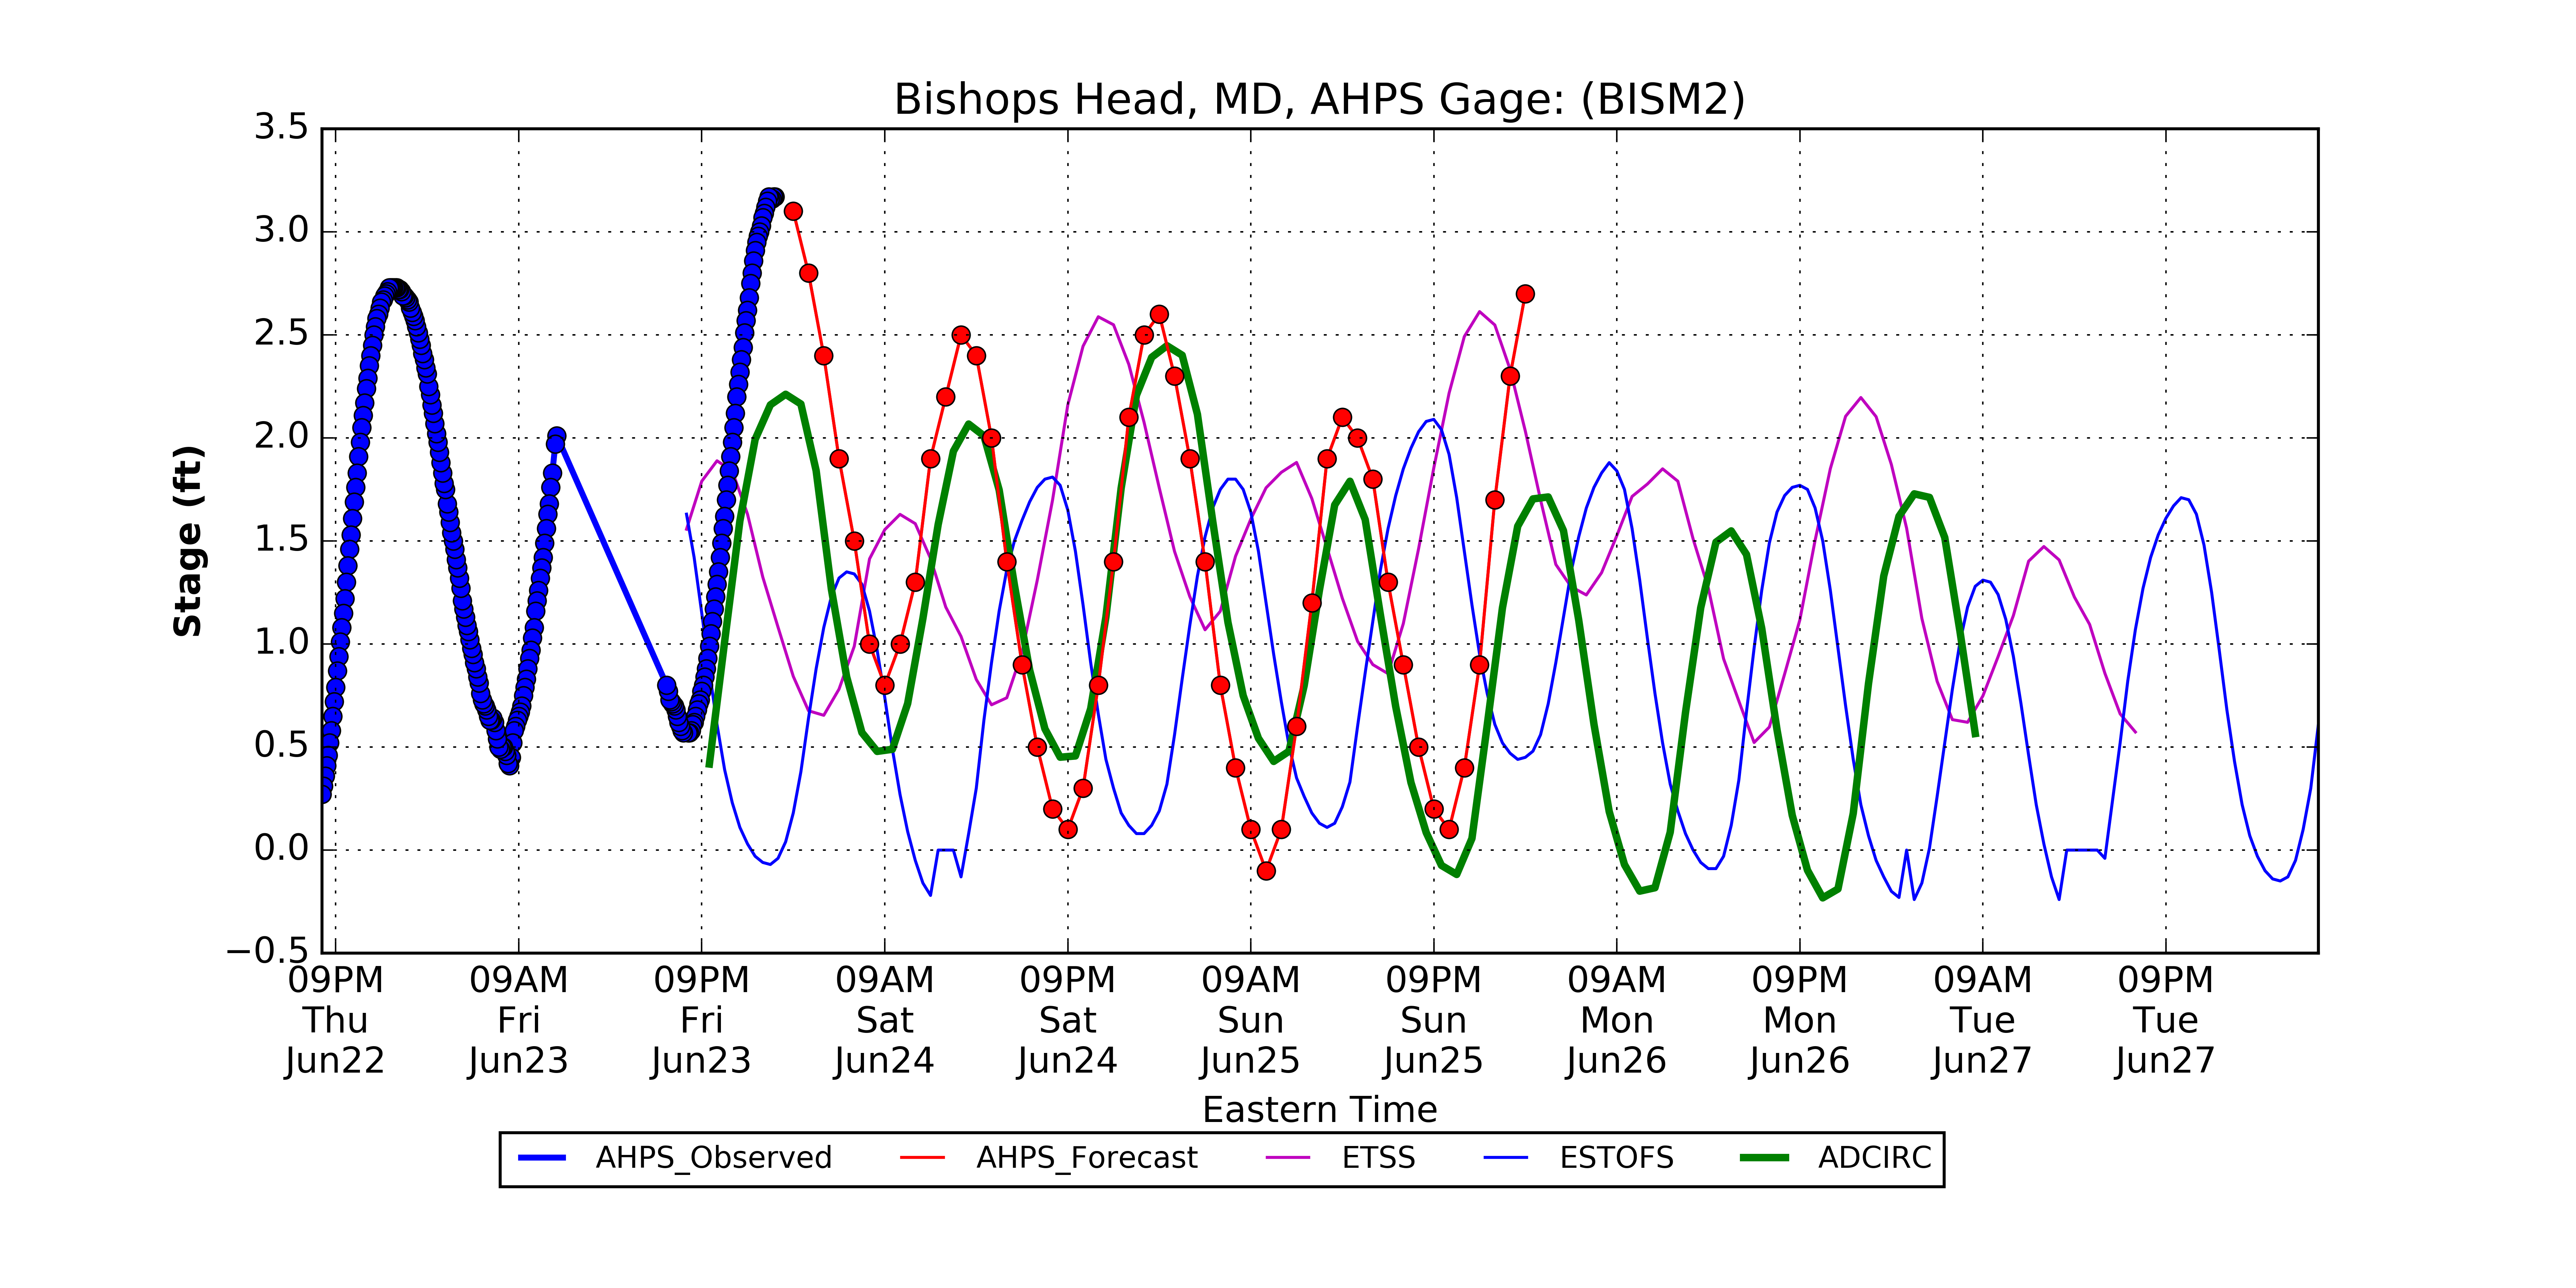 Bishops Head, MD, AHPS Gage: (BISM2)
3.5
3.0
2.5
2.0
1.5
1.0
0.5
0.0
−0.5
Stage (ft)
09PM 09AM 09PM 09AM 09PM 09AM 09PM 09AM 09PM 09AM 09PM
Thu Fri Fri Sat Sat Sun Sun Mon Mon Tue Tue
Jun22 Jun23 Jun23 Jun24 Jun24 Jun25 Jun25 Jun26 Jun26 Jun27 Jun27
Eastern Time
AHPS_Observed AHPS_Forecast ETSS ESTOFS ADCIRC